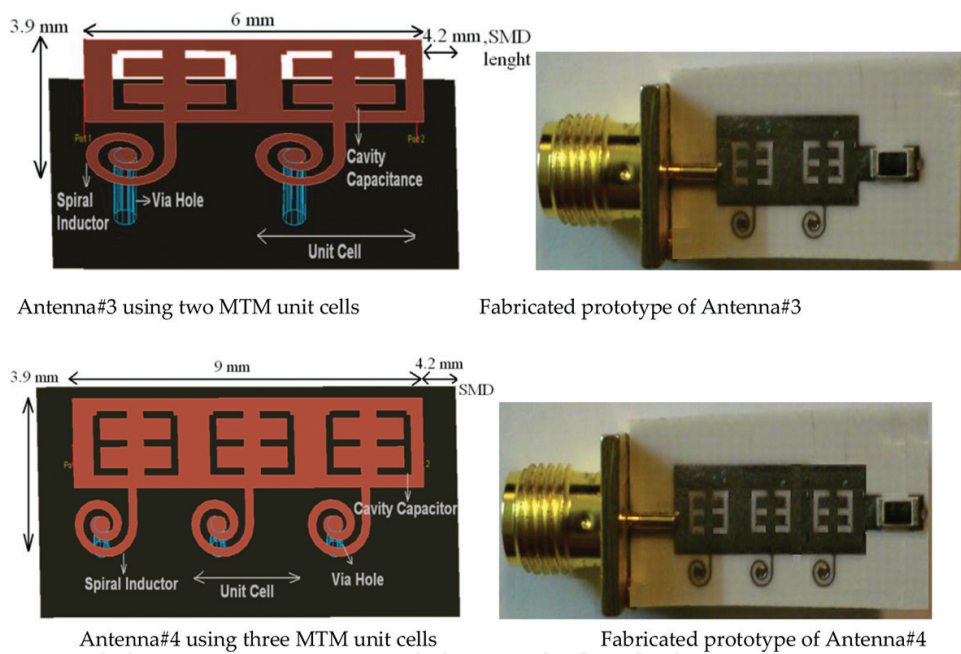 3.9 mm
6 mm
4.2 mm ,SMD
lenght
Port 1
Port 2
Spiral
Inductor
Via Hole
Cavity
Capacitance
Unit Cell
Antenna#3 using two MTM unit cells
Fabricated prototype of Antenna#3
3.9 mm
9 mm
4.2 mm
SMD
2
Cavity Capacitor
Spiral Inductor
Unit Cell
Via Hole
Antenna#4 using three MTM unit cells
Fabricated prototype of Antenna#4